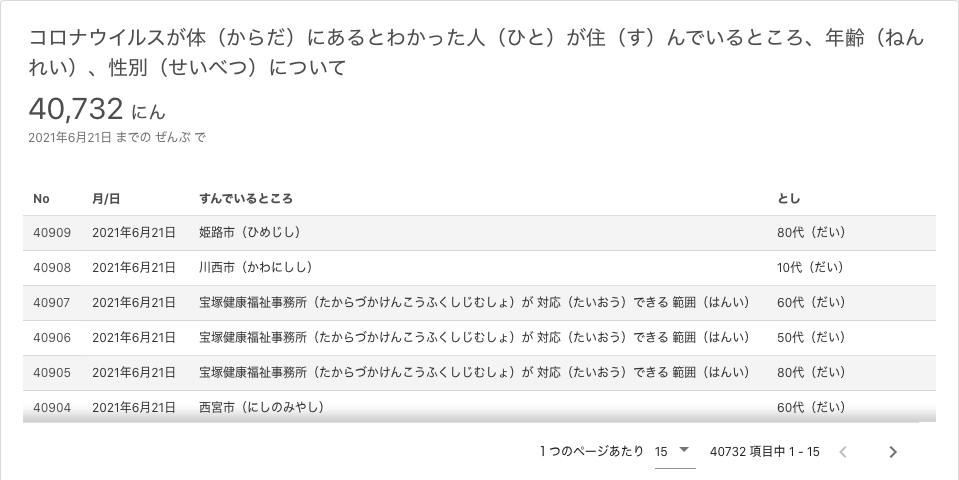 コロナウイルスが体（からだ）にあるとわかった人（ひと）が住（す）んでいるところ、年齢（ねん
れい）、性別（せいべつ）について
40,732 にん
2021年6月21日 までの ぜんぶ で
No 月/日 すんでいるところ とし
40909 2021年6月21日 姫路市（ひめじし） 80代（だい）
40908 2021年6月21日 川西市（かわにしし） 10代（だい）
40907 2021年6月21日 宝塚健康福祉事務所（たからづかけんこうふくしじむしょ）が 対応（たいおう）できる 範囲（はんい） 60代（だい）
40906 2021年6月21日 宝塚健康福祉事務所（たからづかけんこうふくしじむしょ）が 対応（たいおう）できる 範囲（はんい） 50代（だい）
40905 2021年6月21日 宝塚健康福祉事務所（たからづかけんこうふくしじむしょ）が 対応（たいおう）できる 範囲（はんい） 80代（だい）
40904 2021年6月21日 西宮市（にしのみやし） 60代（だい）
1 つのページあたり 15 40732 項目中 1 - 15